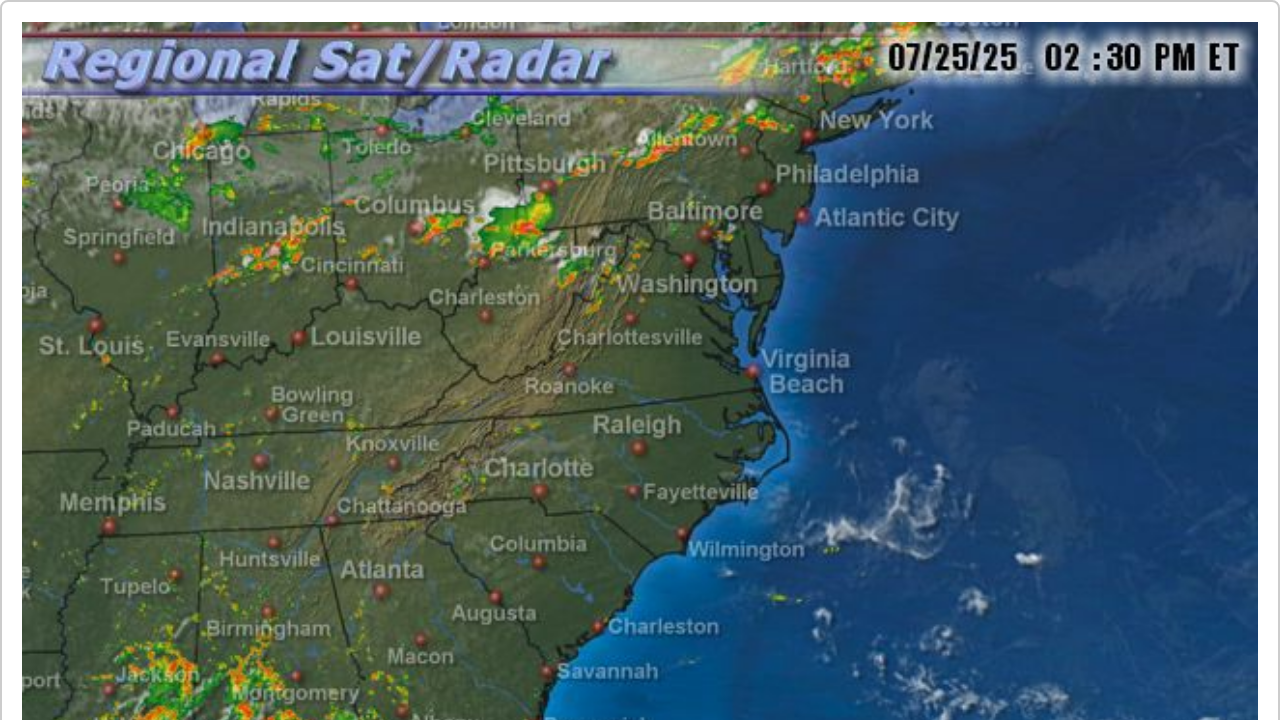 London
Boston
Regional Sat/Radar
07/25/25 02 :30 PM ET
Hartford
Rapids
ds
Cleveland
New York
Allentown
Chicago
Toledo
Pittsburgh
Philadelphia
Peoria
Columbus
Baltimore
Atlantic City
Indianapolis
Springfield
Parkersburg
Cincinnati
Washington
ia
Charleston
St. Louis
Evansville
Louisville
Charlottesville
Virginia
Beach
Roanoke
Bowling
Green
Paducah
Knoxville
Raleigh
Nashville
Charlotte
Memphis
Chattanooga
Fayetteville
Huntsville
Columbia
Wilmington
Tupelo
Atlanta
Augusta
Birmingham
Charleston
Macon
Jackson
Savannah
port
Montgomery